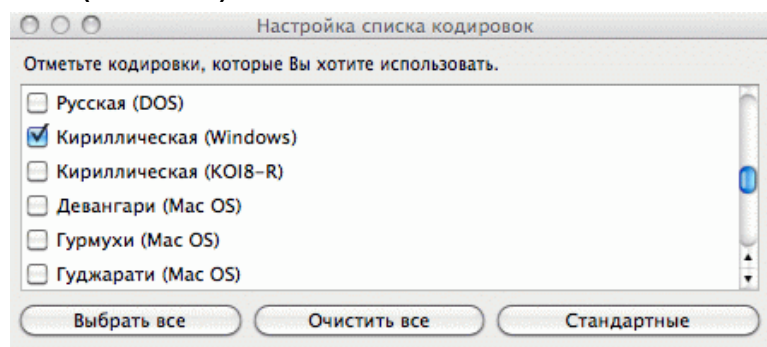 Настройка списка кодировок
Отметьте кодировки, которые Вы хотите использовать.
Русская (DOS)
Кириллическая (Windows)
Кириллическая (KOI8-R)
Девангари (Mac OS)
Гурмухи (Mac OS)
Гуджарати (Mac OS)
Выбрать все Очистить все Стандартные